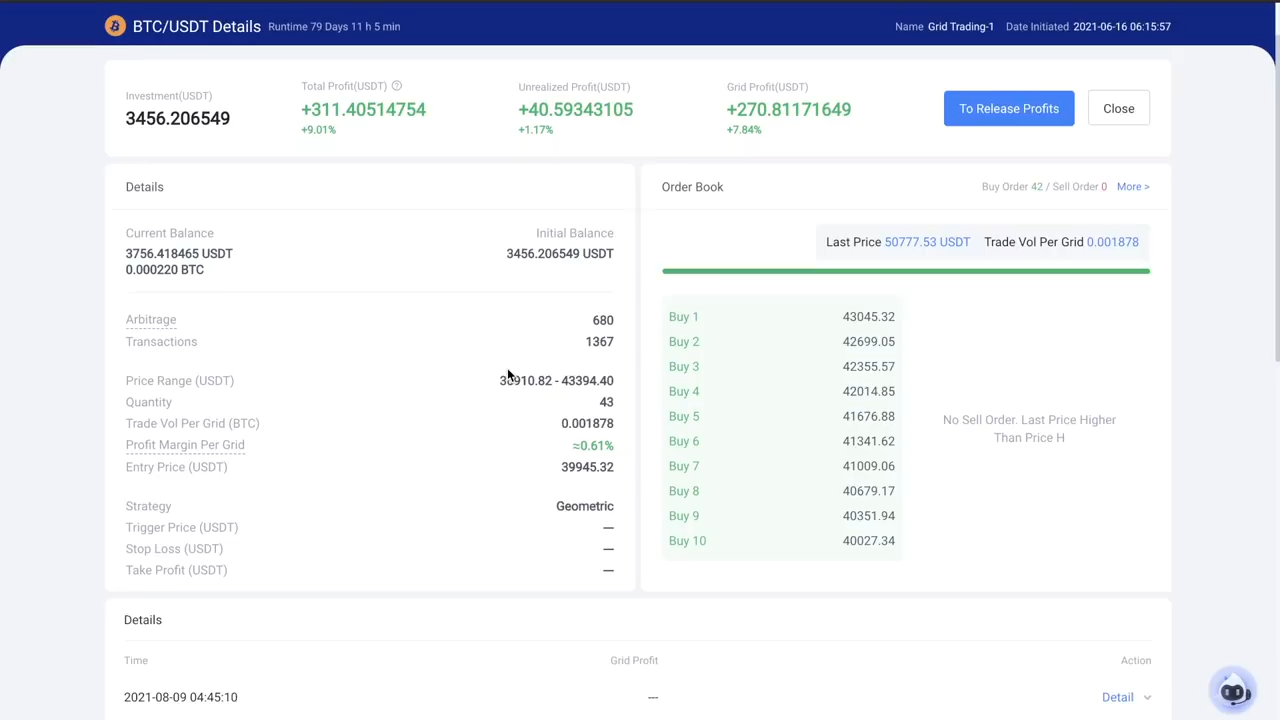 BTC/USDT Details Runtime 79 Days 11 h 5 min Name Grid Trading-1 Date Initiated 2021-06-16 06:15:57
Investment(USDT)
3456.206549
Total Profit(USDT)
+311.40514754
+9.01%
Unrealized Profit(USDT)
+40.59343105
+1.17%
Grid Profit(USDT)
+270.81171649
+7.84%
To Release Profits
Close
Details
Current Balance Initial Balance
3756.418465 USDT 3456.206549 USDT
0.000220 BTC
Arbitrage 680
Transactions 1367
Price Range (USDT) - 43394.40
Quantity 43
Trade Vol Per Grid (BTC) 0.001878
Profit Margin Per Grid ≈0.61%
Entry Price (USDT) 39945.32
Strategy Geometric
Trigger Price (USDT) —
Stop Loss (USDT) —
Take Profit (USDT) —
Order Book Buy Order 42 / Sell Order 0 More >
Last Price 50777.53 USDT Trade Vol Per Grid 0.001878
Buy 1 43045.32
Buy 2 42699.05
Buy 3 42355.57
Buy 4 42014.85
Buy 5 41676.88
Buy 6 41341.62
Buy 7 41009.06
Buy 8 40679.17
Buy 9 40351.94
Buy 10 40027.34
No Sell Order. Last Price Higher
Than Price H
Details
Time Grid Profit Action
2021-08-09 04:45:10 --- Detail